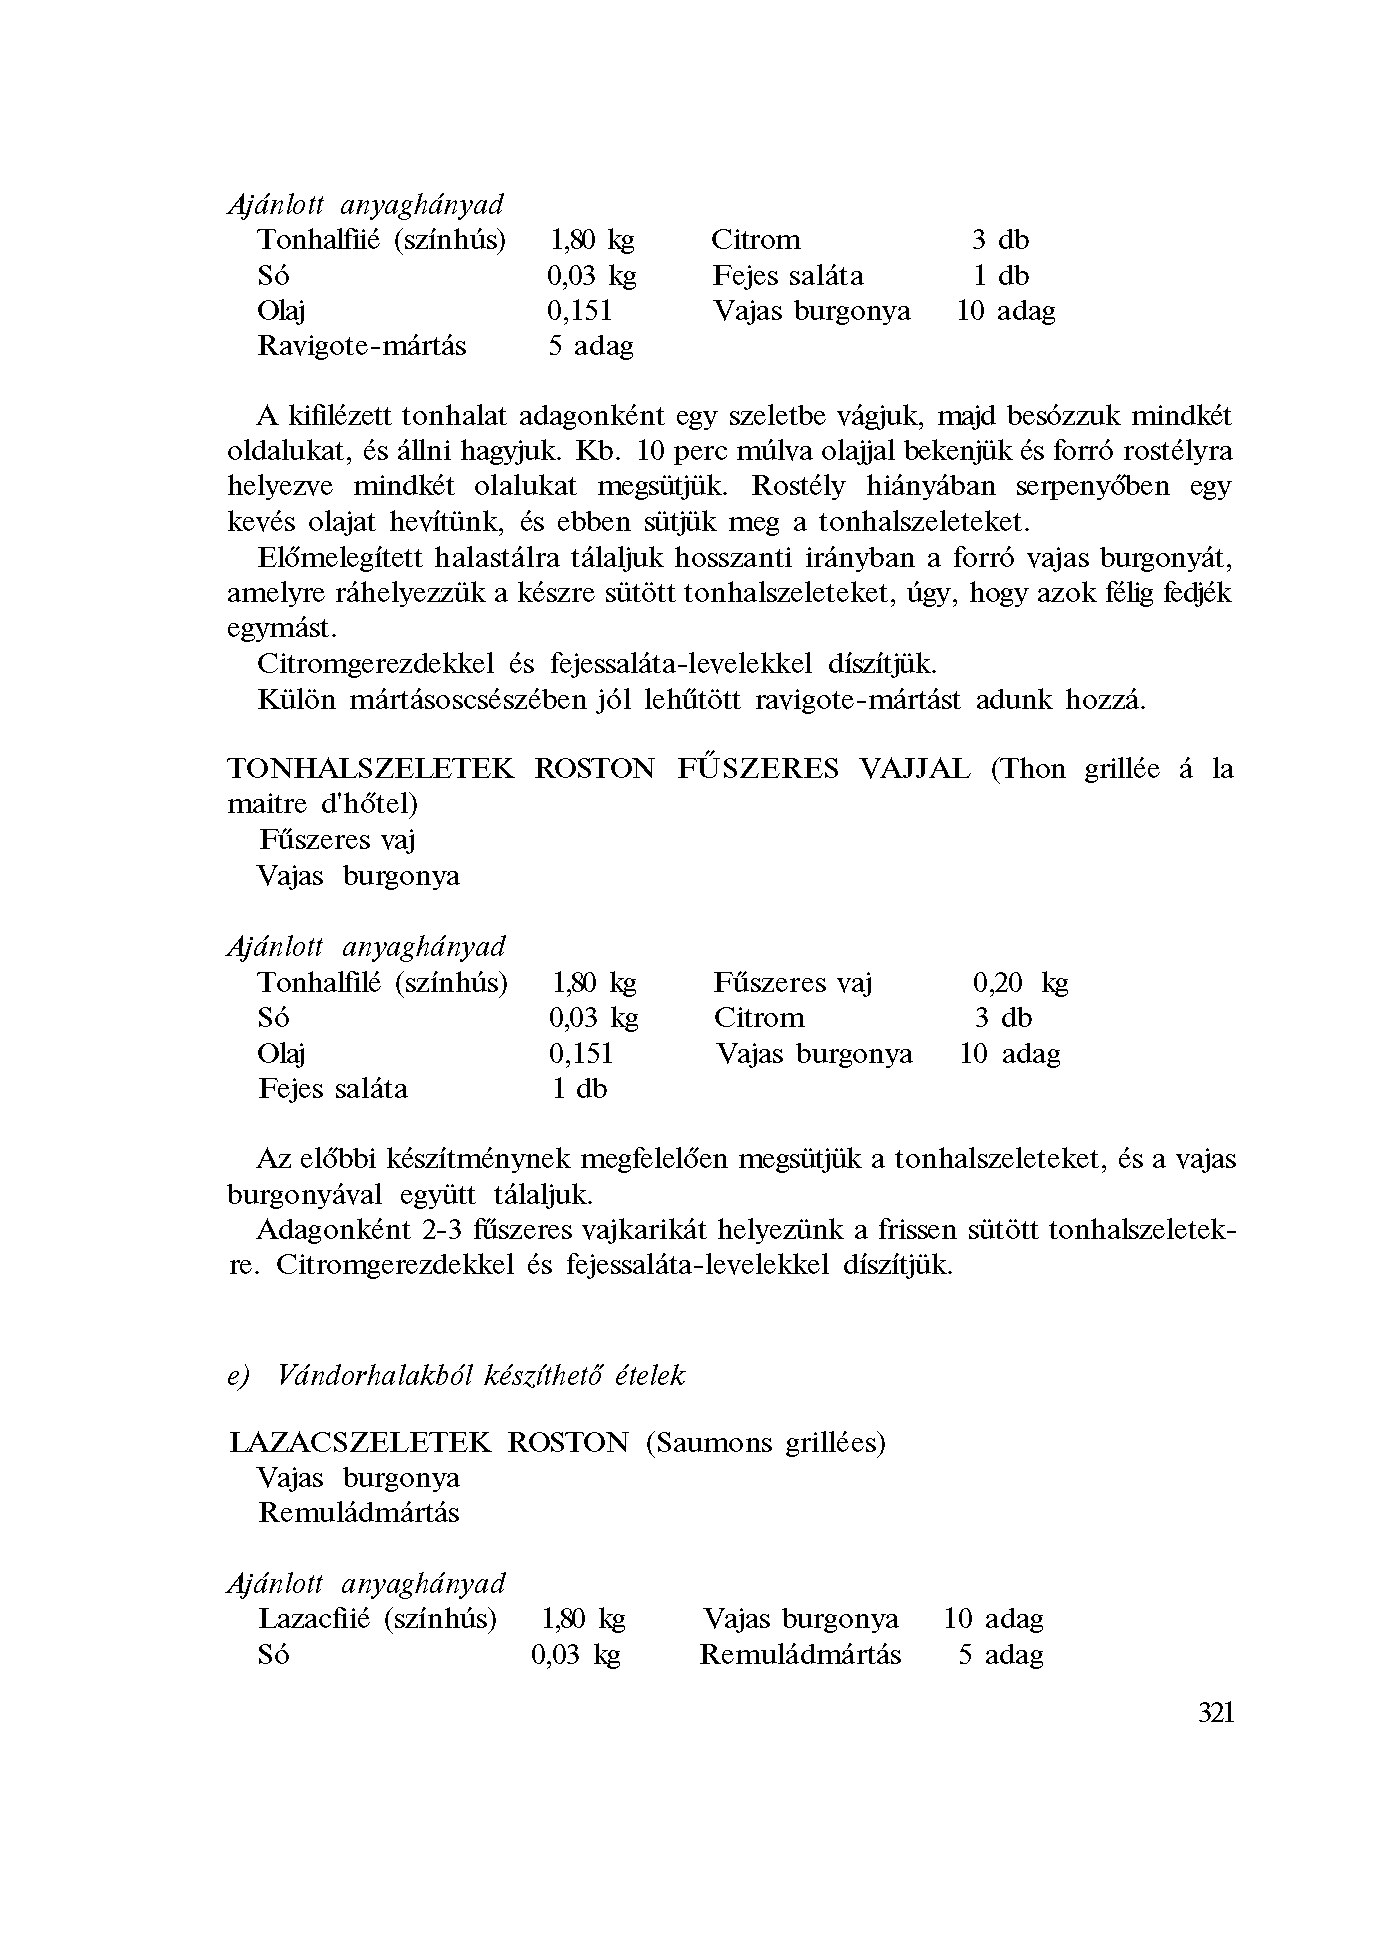 Ajánlott anyaghányad
Tonhalfiié (színhús) 1,80 kg Citrom 3 db
Só 0,03 kg Fejes saláta 1 db
Olaj 0,151 Vajas burgonya 10 adag
Ravigote-mártás 5 adag
A kifilézett tonhalat adagonként egy szeletbe vágjuk, majd besózzuk mindkét
oldalukat, és állni hagyjuk. Kb. 10 perc múlva olajjal bekenjük és forró rostélyra
helyezve mindkét olalukat megsütjük. Rostély hiányában serpenyőben egy
kevés olajat hevítünk, és ebben sütjük meg a tonhalszeleteket.
Előmelegített halastálra tálaljuk hosszanti irányban a forró vajas burgonyát,
amelyre ráhelyezzük a készre sütött tonhalszeleteket, úgy, hogy azok félig fedjék
egymást.
Citromgerezdekkel és fejessaláta-levelekkel díszítjük.
Külön mártásoscsészében jól lehűtött ravigote-mártást adunk hozzá.
TONHALSZELETEK ROSTON FŰSZERES VAJJAL (Thon grillée á la
maitre d'hőtel)
Fűszeres vaj
Vajas burgonya
Ajánlott anyaghányad
Tonhalfilé (színhús) 1,80 kg Fűszeres vaj 0,20 kg
Só 0,03 kg Citrom 3 db
Olaj 0,151 Vajas burgonya 10 adag
Fejes saláta 1 db
Az előbbi készítménynek megfelelően megsütjük a tonhalszeleteket, és a vajas
burgonyával együtt tálaljuk.
Adagonként 2-3 fűszeres vajkarikát helyezünk a frissen sütött tonhalszeletek-
re. Citromgerezdekkel és fejessaláta-levelekkel díszítjük.
e) Vándorhalakból készíthető ételek
LAZACSZELETEK ROSTON (Saumons grillées)
Vajas burgonya
Remuládmártás
Ajánlott anyaghányad
Lazacfiié (színhús) 1,80 kg Vajas burgonya 10 adag
Só 0,03 kg Remuládmártás 5 adag
321